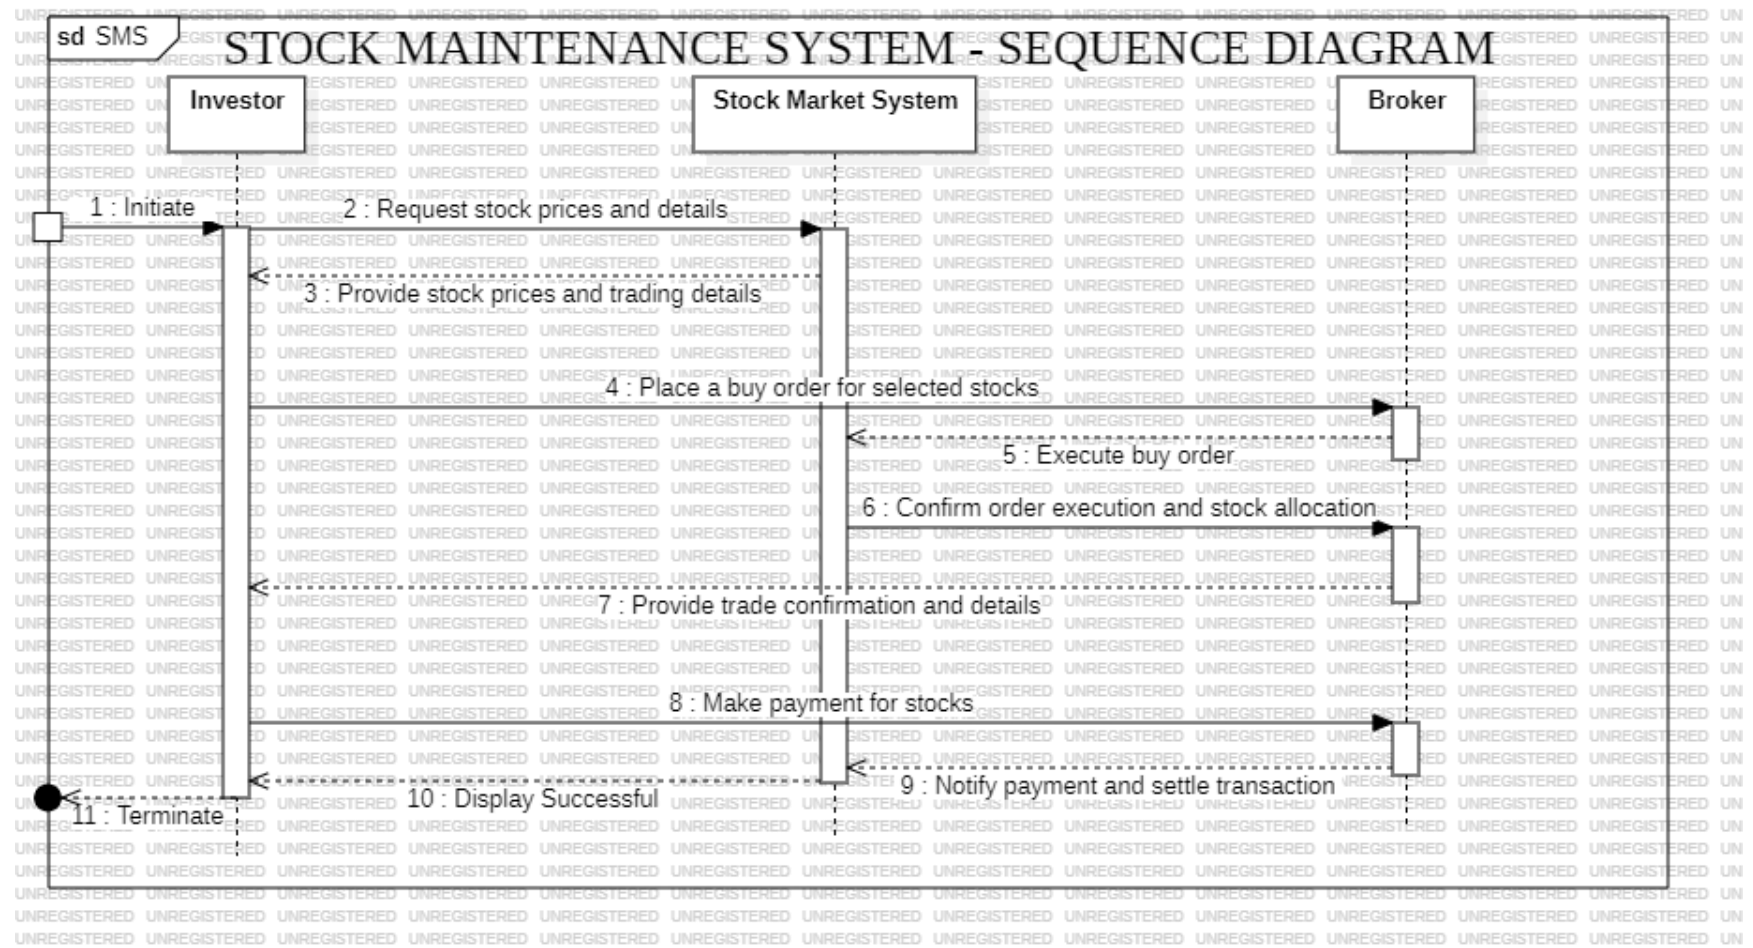 sd SMS
STOCK MAINTENANCE SYSTEM - SEQUENCE DIAGRAM
Investor
Stock Market System
Broker
1 : Initiate
2 : Request stock prices and details
3 : Provide stock prices and trading details
4 : Place a buy order for selected stocks
5 : Execute buy order
6 : Confirm order execution and stock allocation
7 : Provide trade confirmation and details
8 : Make payment for stocks
9 : Notify payment and settle transaction
10 : Display Successful
11 : Terminate
UNREGISTERED